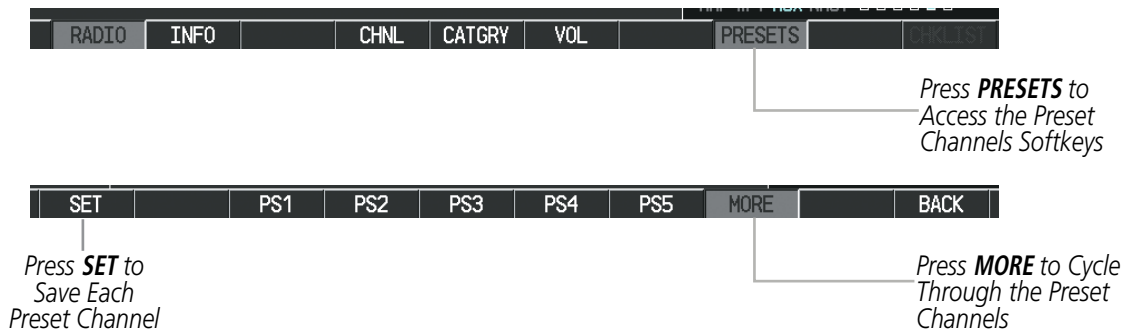 RADIO INFO CHNL CATGRY VOL PRESETS CHKLIST
Press PRESETS to
Access the Preset
Channels Softkeys
SET PS1 PS2 PS3 PS4 PS5 MORE BACK
Press SET to
Save Each
Preset Channel
Press MORE to Cycle
Through the Preset
Channels